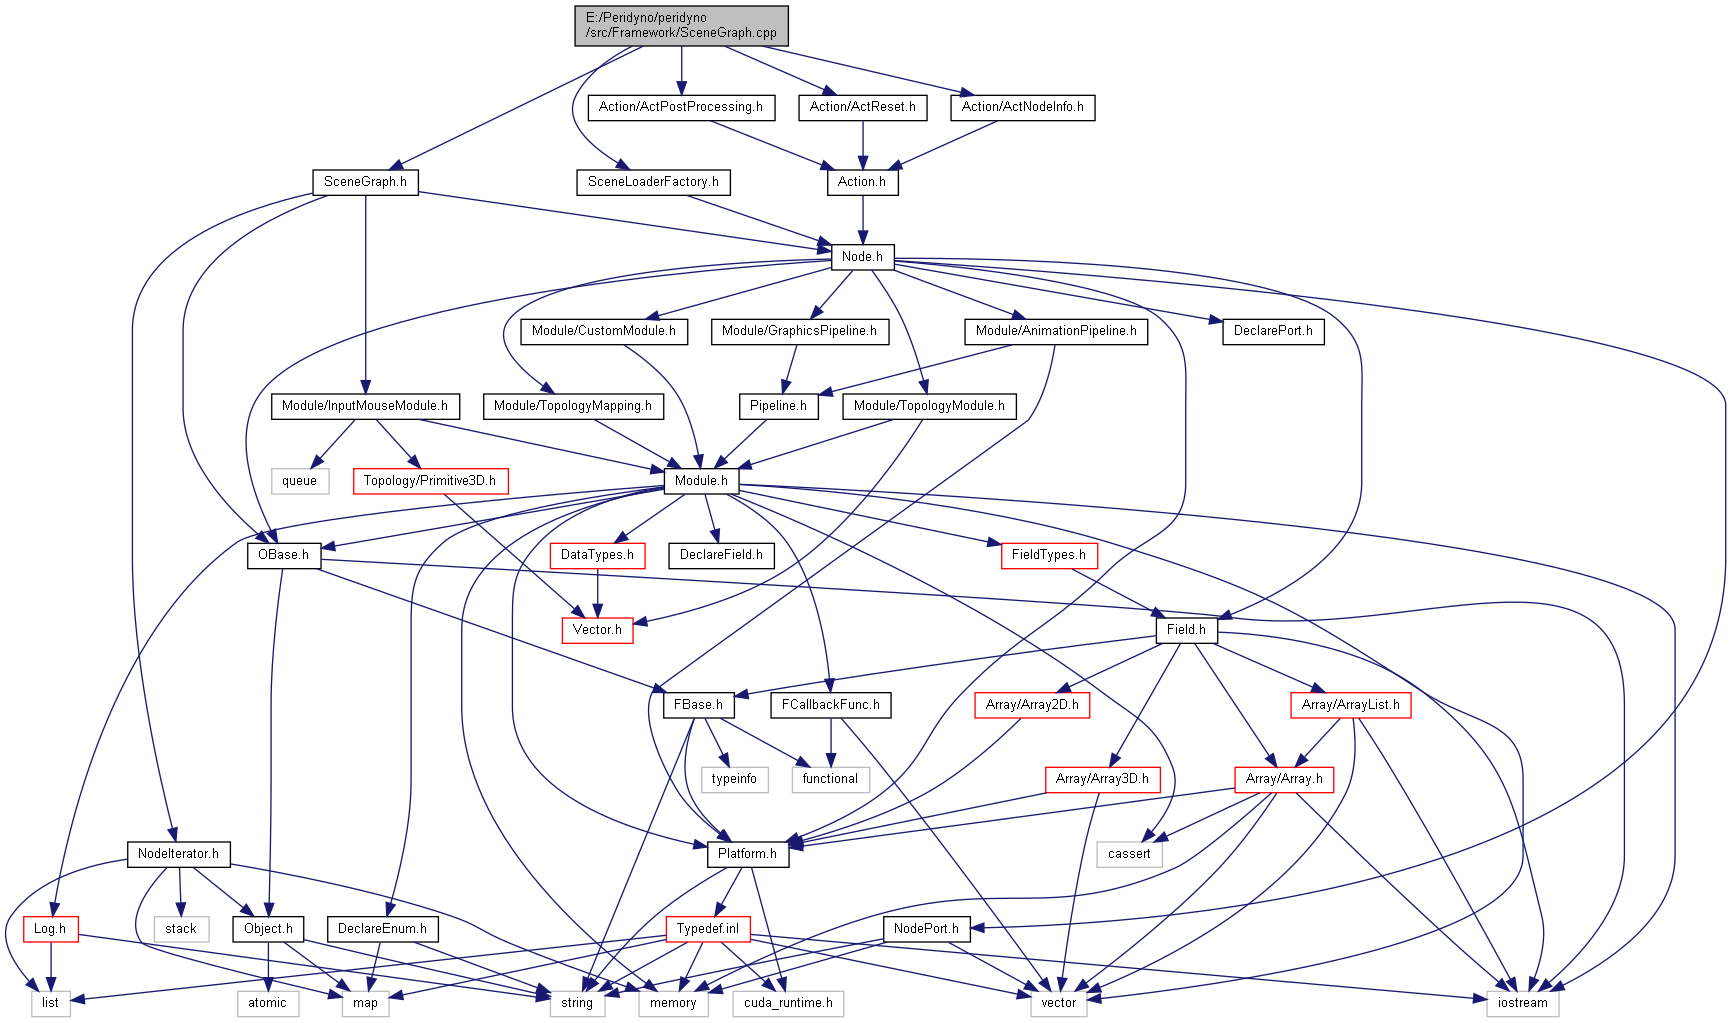 E:/Peridyno/peridyno
/src/Framework/SceneGraph.cpp
Action/ActPostProcessing.h
Action/ActReset.h
Action/ActNodeInfo.h
SceneGraph.h
SceneLoaderFactory.h
Action.h
Node.h
Module/CustomModule.h
Module/GraphicsPipeline.h
Module/AnimationPipeline.h
DeclarePort.h
Module/InputMouseModule.h
Module/TopologyMapping.h
Pipeline.h
Module/TopologyModule.h
queue
Topology/Primitive3D.h
Module.h
OBase.h
DataTypes.h
DeclareField.h
FieldTypes.h
Vector.h
Field.h
FBase.h
FCallbackFunc.h
Array/Array2D.h
Array/ArrayList.h
typeinfo
functional
Array/Array3D.h
Array/Array.h
NodeIterator.h
Platform.h
cassert
Log.h
stack
Object.h
DeclareEnum.h
Typedef.inl
NodePort.h
list
atomic
map
string
memory
cuda_runtime.h
vector
iostream